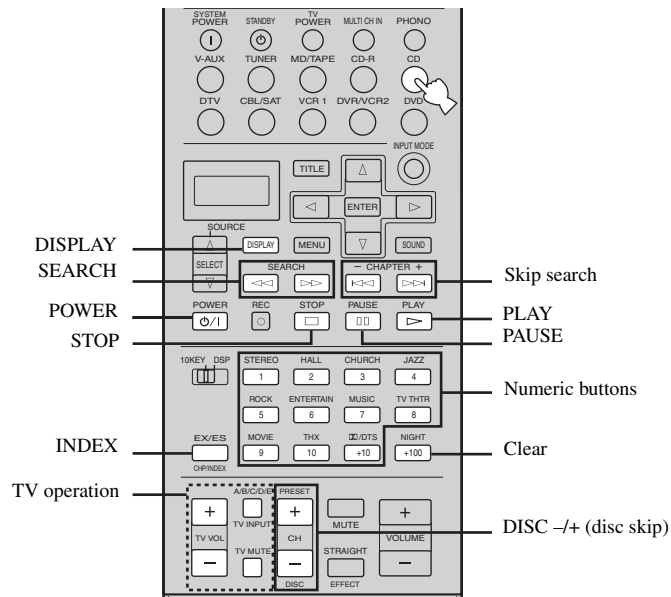 SYSTEM POWER
STANDBY
TV POWER
MULTI CH IN
PHONO
V-AUX
TUNER
MD/TAPE
CD-R
CD
DTV
CBL/SAT
VCR 1
DVR/VCR2
DVD
INPUT MODE
TITLE
ENTER
SOURCE
DISPLAY
DISPLAY
MENU
SOUND
SELECT
SEARCH
SEARCH
– CHAPTER +
Skip search
POWER
POWER
REC
STOP
PAUSE
PLAY
PLAY
STOP
PAUSE
10KEY
DSP
STEREO
HALL
CHURCH
JAZZ
1
2
3
4
Numeric buttons
ROCK
ENTERTAIN
MUSIC
TV THTR
5
6
7
8
INDEX
EX/ES
MOVIE
THX
/DTS
NIGHT
9
10
+10
+100
Clear
CHP/INDEX
TV operation
A/B/C/D/E
PRESET
+
TV INPUT
+
MUTE
+
TV VOL
CH
VOLUME
DISC –/+ (disc skip)
TV MUTE
STRAIGHT
–
–
–
DISC
EFFECT